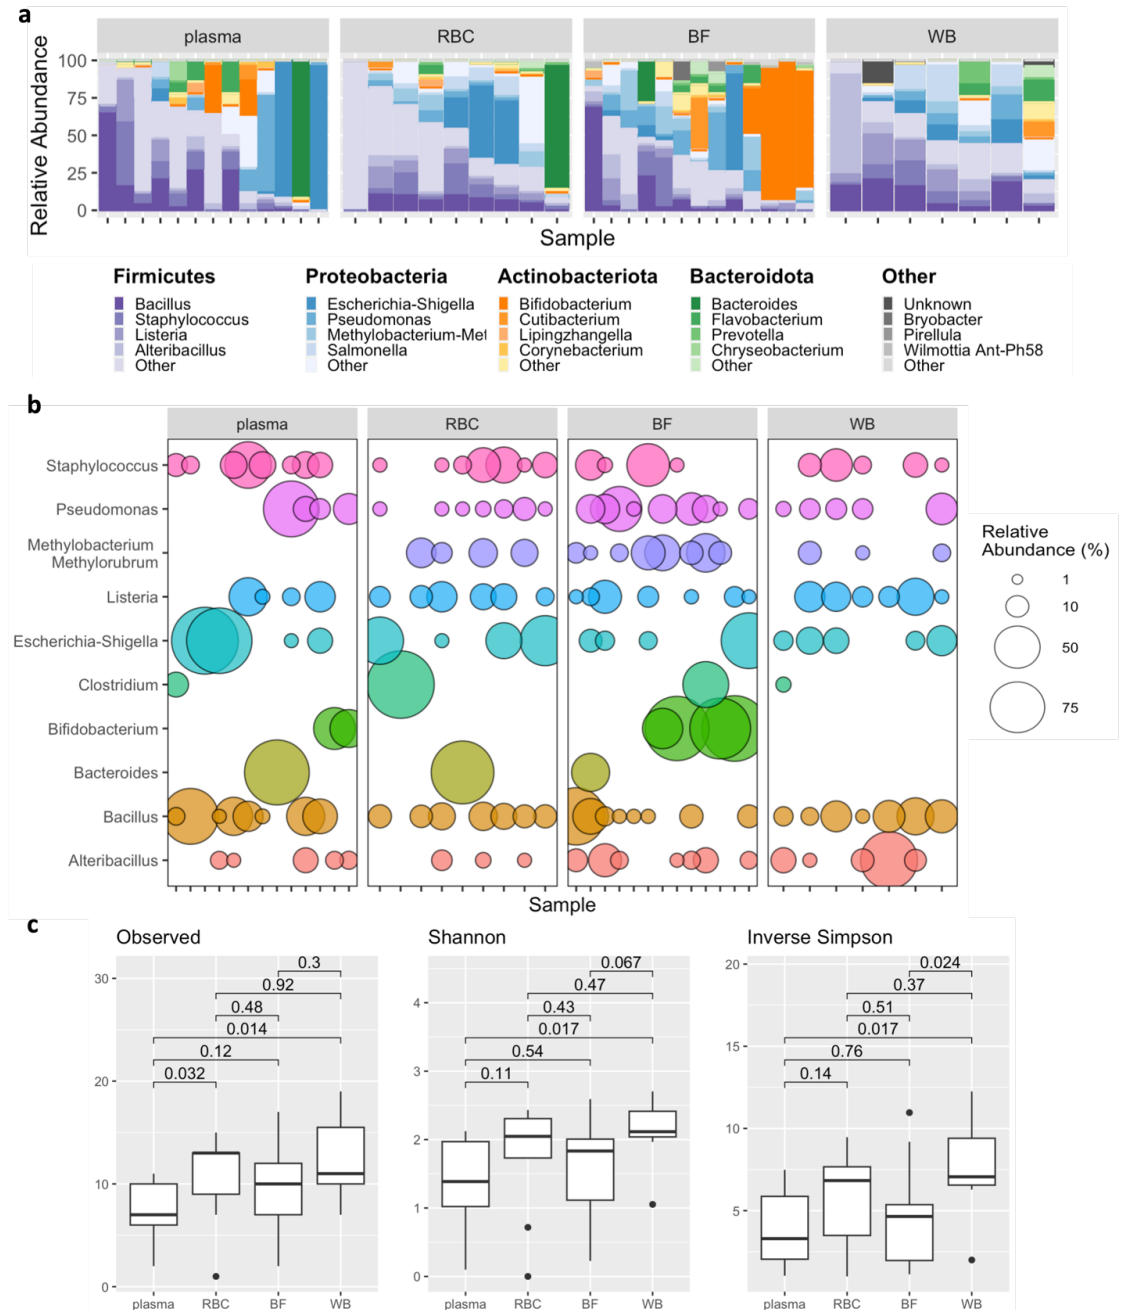 a
plasma RBC BF WB
Relative Abundance
100
75
50
25
0
Sample
Firmicutes Proteobacteria Actinobacteriota Bacteroidota Other
Bacillus Escherichia-Shigella Bifidobacterium Bacteroides Unknown
Staphylococcus Pseudomonas Cutibacterium Flavobacterium Bryobacter
Listeria Methylobacterium-Met Lipingzhangella Prevotella Pirellula
Alteribacillus Salmonella Corynebacterium Chryseobacterium Wilmottia Ant-Ph58
Other Other Other Other Other
b
plasma RBC BF WB
Staphylococcus
Pseudomonas
Methylobacterium
Methylorubrum
Listeria
Escherichia-Shigella
Clostridium
Bifidobacterium
Bacteroides
Bacillus
Alteribacillus
Sample
Relative
Abundance (%)
1
10
50
75
c
Observed
30
20
10
0
0.3
0.92
0.48
0.014
0.12
0.032
plasma RBC BF WB
Shannon
4
3
2
1
0
0.067
0.47
0.43
0.017
0.54
0.11
plasma RBC BF WB
Inverse Simpson
20
15
10
5
0.024
0.37
0.51
0.017
0.76
0.14
plasma RBC BF WB